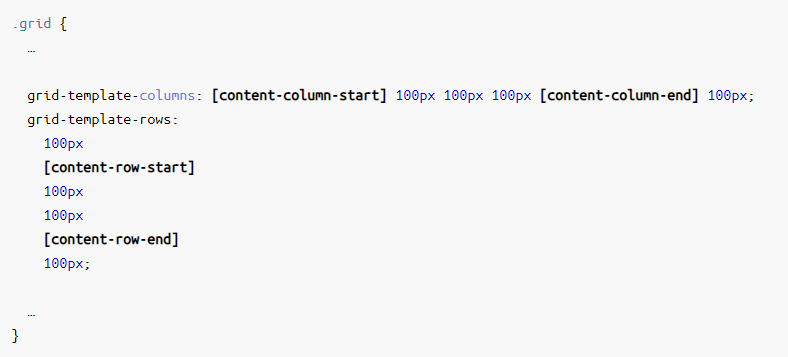 .grid {
…
grid-template-columns: [content-column-start] 100px 100px 100px [content-column-end] 100px;
grid-template-rows:
100px
[content-row-start]
100px
100px
[content-row-end]
100px;
…
}